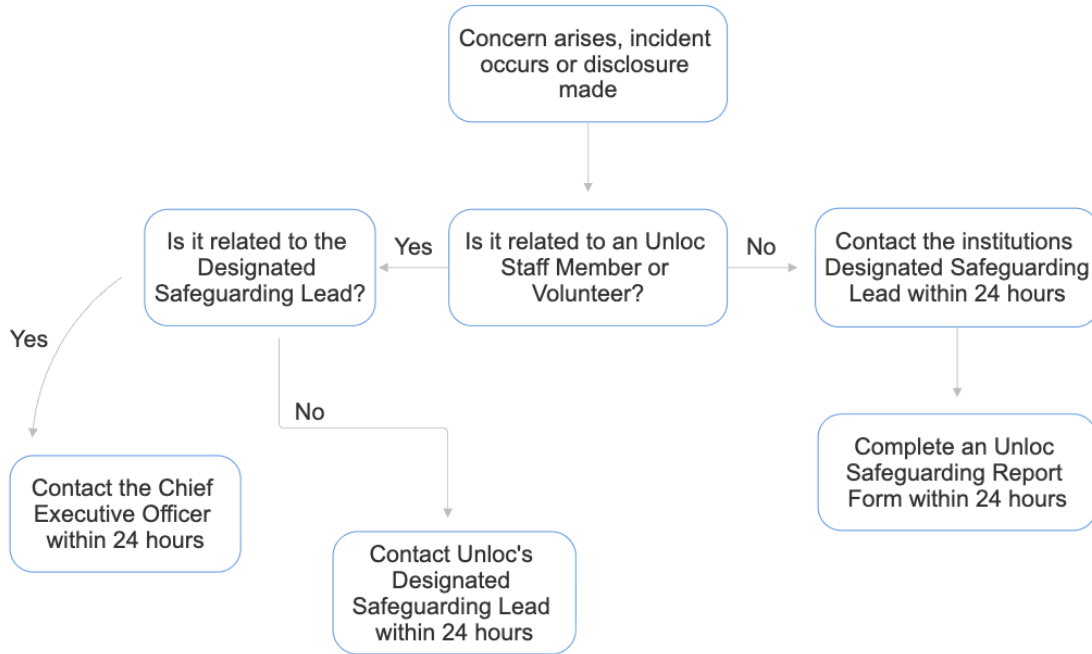 Concern arises, incident
occurs or disclosure
made
Is it related to the
Designated
Safeguarding Lead?
Yes
Is it related to an Unloc
Staff Member or
Volunteer?
No
Contact the institutions
Designated Safeguarding
Lead within 24 hours
Yes
No
Contact the Chief
Executive Officer
within 24 hours
Contact Unloc's
Designated
Safeguarding Lead
within 24 hours
Complete an Unloc
Safeguarding Report
Form within 24 hours